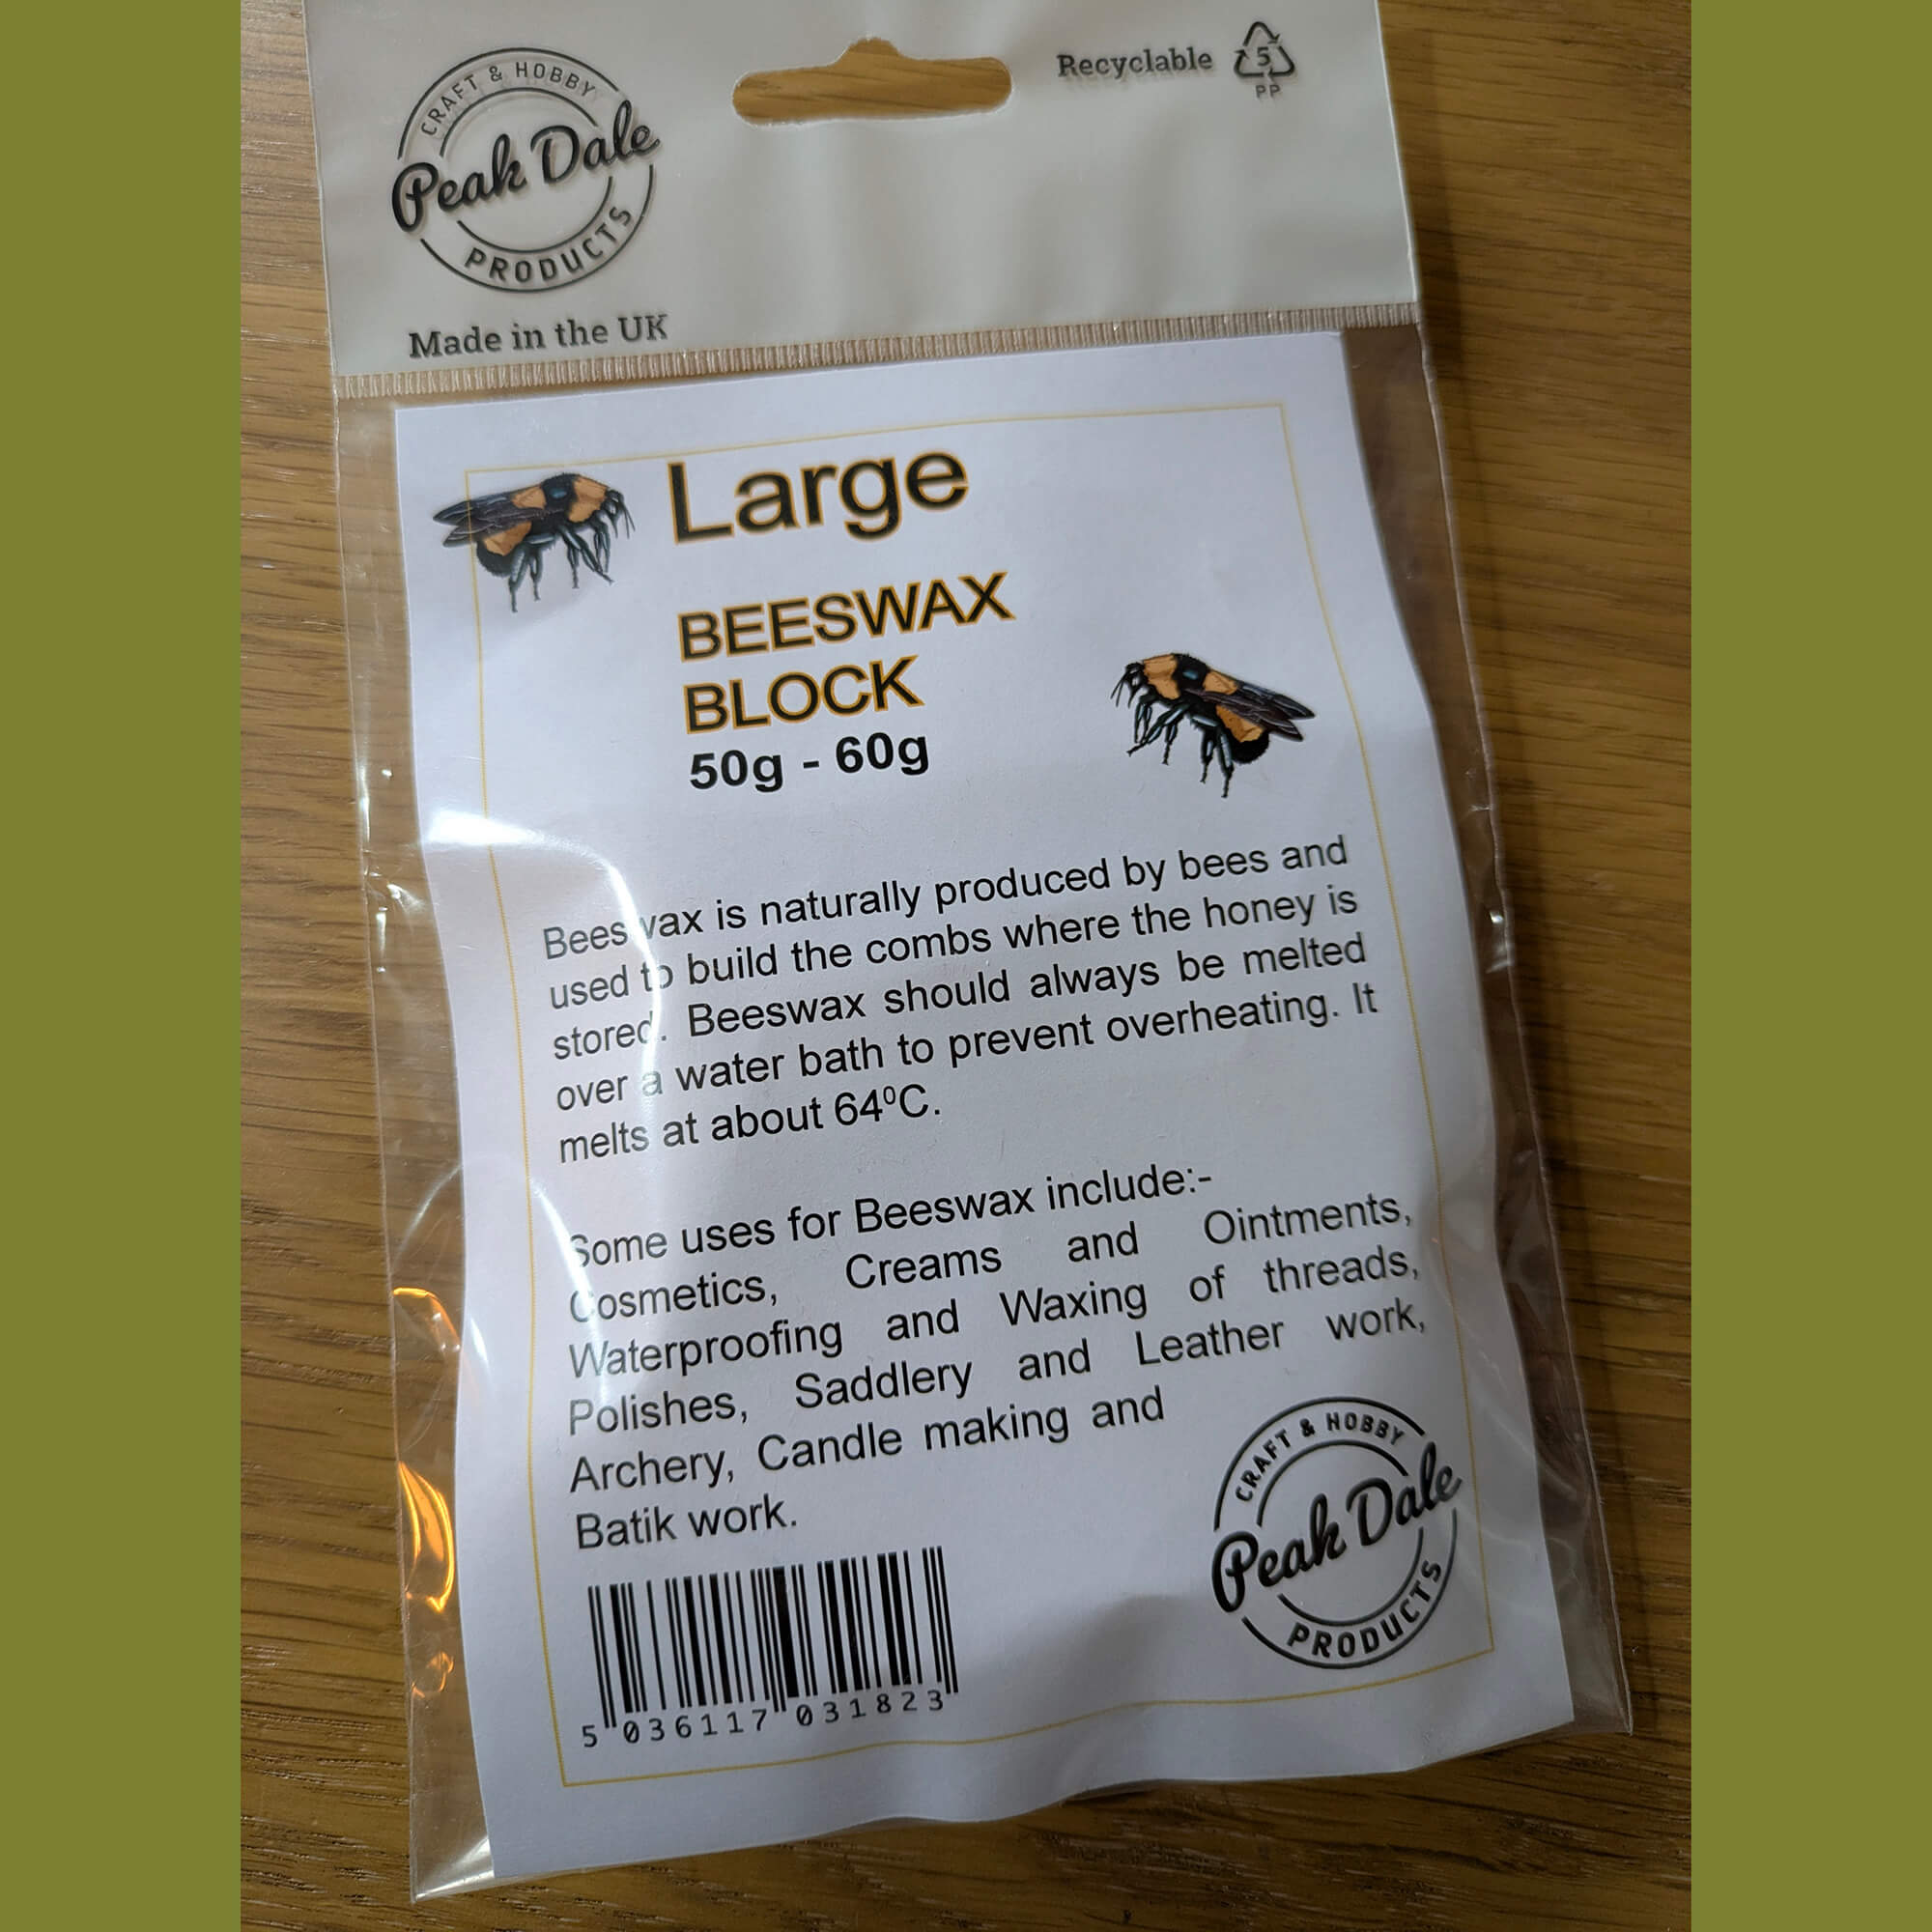 CRAFT & HOBBY
Peak Dale
PRODUCTS
Made in the UK
Recyclable
5
PP
Large
BEESWAX
BLOCK
50g - 60g
Beeswax is naturally produced by bees and
used to build the combs where the honey is
stored. Beeswax should always be melted
over a water bath to prevent overheating. It
melts at about 64⁰C.
Some uses for Beeswax include:-
Cosmetics, Creams and Ointments,
Waterproofing and Waxing of threads,
Polishes, Saddlery and Leather work,
Archery, Candle making and
Batik work.
5 036117 031823
CRAFT & HOBBY
Peak Dale
PRODUCTS